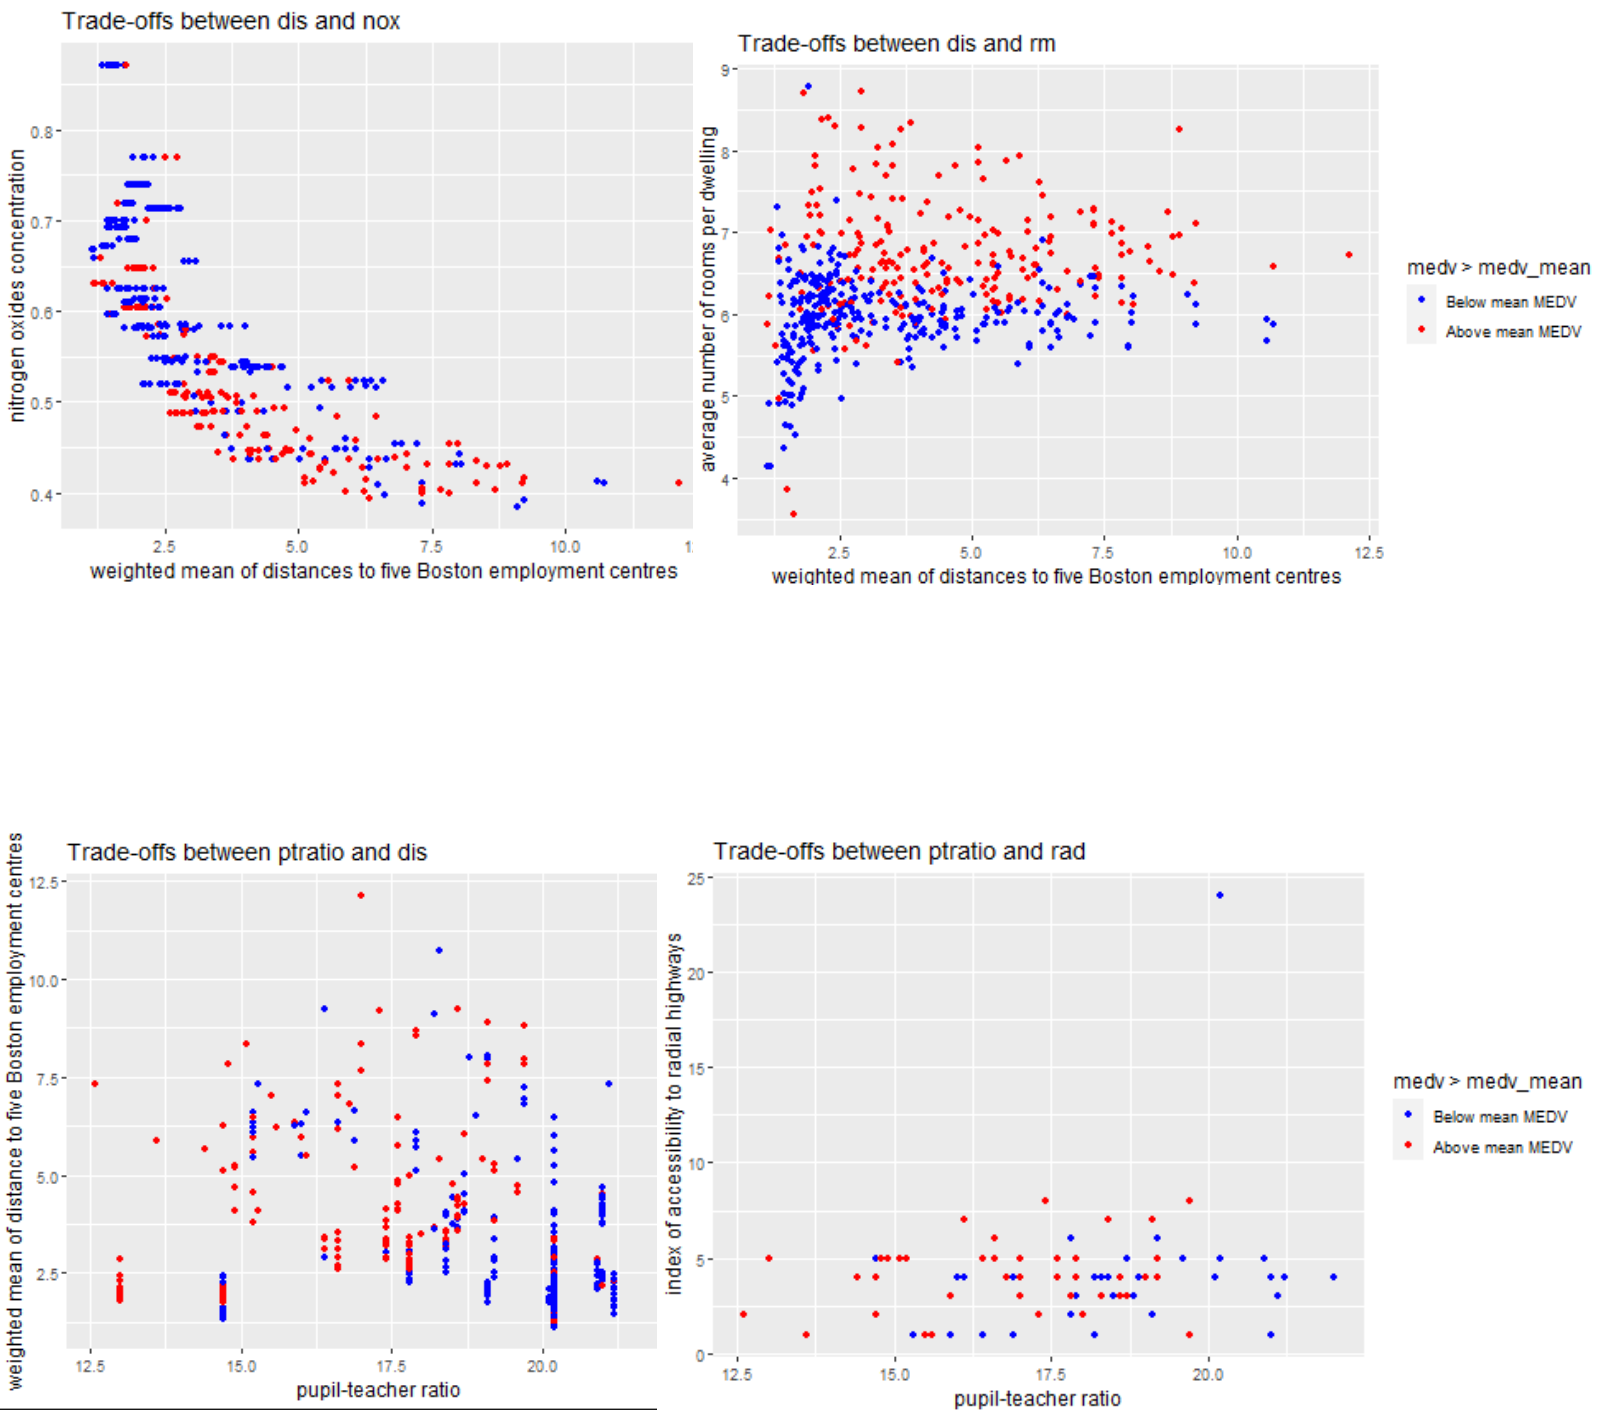 Trade-offs between dis and nox
nitrogen oxides concentration
0.8
0.7
0.6
0.5
0.4
2.5 5.0 7.5 10.0 1
weighted mean of distances to five Boston employment centres
Trade-offs between dis and rm
average number of rooms per dwelling
9
8
7
6
5
4
2.5 5.0 7.5 10.0 12.5
weighted mean of distances to five Boston employment centres
medv > medv_mean
Below mean MEDV
Above mean MEDV
Trade-offs between ptratio and dis
weighted mean of distance to five Boston employment centres
12.5
10.0
7.5
5.0
2.5
12.5 15.0 17.5 20.0
pupil-teacher ratio
Trade-offs between ptratio and rad
index of accessibility to radial highways
25
20
15
10
5
0
12.5 15.0 17.5 20.0
pupil-teacher ratio
medv > medv_mean
Below mean MEDV
Above mean MEDV